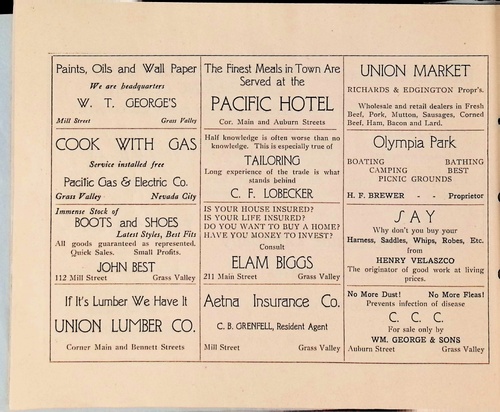 Paints, Oils and Wall Paper
We are headquarters
W. T. GEORGE'S
Mill Street Grass Valley
COOK WITH GAS
Service installed free
Pacific Gas & Electric Co.
Grass Valley Nevada City
Immense Stock of
BOOTS and SHOES
Latest Styles, Best Fits
All goods guaranteed as represented.
Quick Sales. Small Profits.
JOHN BEST
112 Mill Street Grass Valley
If It's Lumber We Have It
UNION LUMBER CO.
Corner Main and Bennett Streets
The Finest Meals in Town Are
Served at the
PACIFIC HOTEL
Cor. Main and Auburn Streets
Half knowledge is often worse than no
knowledge. This is especially true of
TAILORING
Long experience of the trade is what
stands behind
C. F. LOBECKER
IS YOUR HOUSE INSURED?
IS YOUR LIFE INSURED?
DO YOU WANT TO BUY A HOME?
HAVE YOU MONEY TO INVEST?
Consult
ELAM BIGGS
211 Main Street Grass Valley
Aetna Insurance Co.
C. B. GRENFELL, Resident Agent
Mill Street Grass Valley
UNION MARKET
RICHARDS & EDGINGTON Propr's.
Wholesale and retail dealers in Fresh
Beef, Pork, Mutton, Sausages, Corned
Beef, Ham, Bacon and Lard.
Olympia Park
BOATING BATHING
CAMPING BEST
PICNIC GROUNDS
H. F. BREWER - - Proprietor
SAY
Why don't you buy your
Harness, Saddles, Whips, Robes, Etc.
from
HENRY VELASZCO
The originator of good work at living
prices.
No More Dust! No More Fleas!
Prevents infection of disease
C. C. C.
For sale only by
WM. GEORGE & SONS
Auburn Street Grass Valley